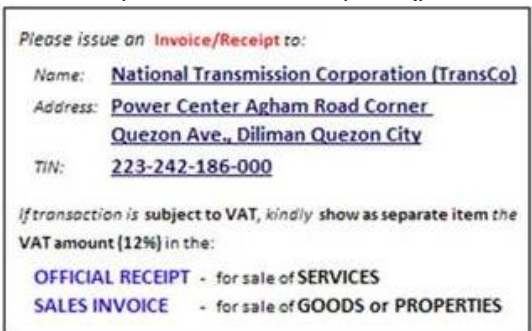 Please issue an Invoice/Receipt to:
Name: National Transmission Corporation (TransCo)
Address: Power Center Agham Road Corner
Quezon Ave., Diliman Quezon City
TIN: 223-242-186-000
If transaction is subject to VAT, kindly show as separate item the
VAT amount (12%) in the:
OFFICIAL RECEIPT - for sale of SERVICES
SALES INVOICE - for sale of GOODS or PROPERTIES